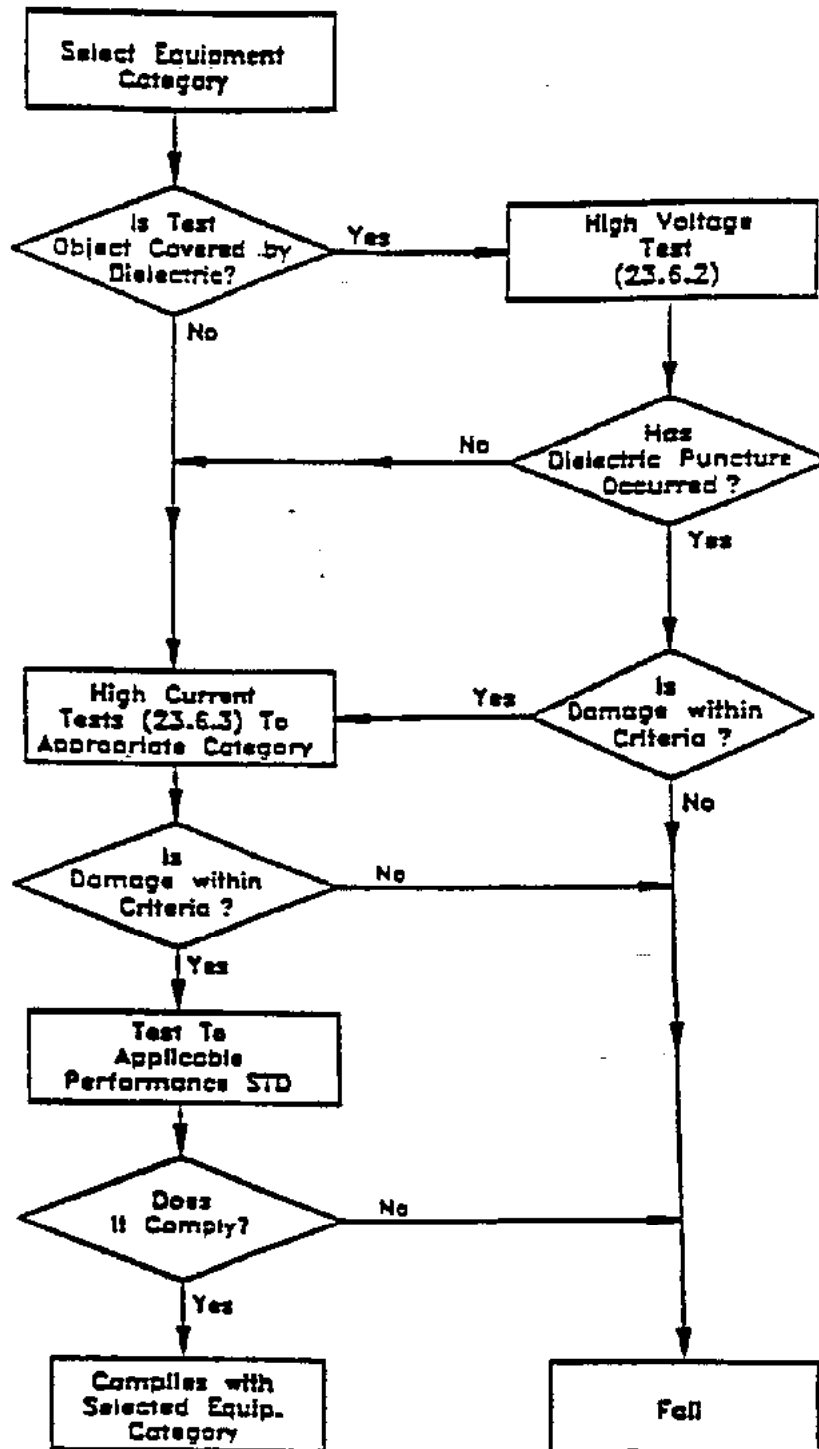 Select Equipment
Category
Is Test
Object Covered by
Dielectric?
Yes
High Voltage
Test
(23.6.2)
No
Has
Dielectric Puncture
Occurred ?
No
Yes
High Current
Tests (23.6.3) To
Appropriate Category
Yes
Is
Damage within
Criteria ?
No
Is
Damage within
Criteria ?
No
Yes
Test To
Applicable
Performance STD
Does
It Comply?
No
Yes
Complies with
Selected Equip.
Category
Fail